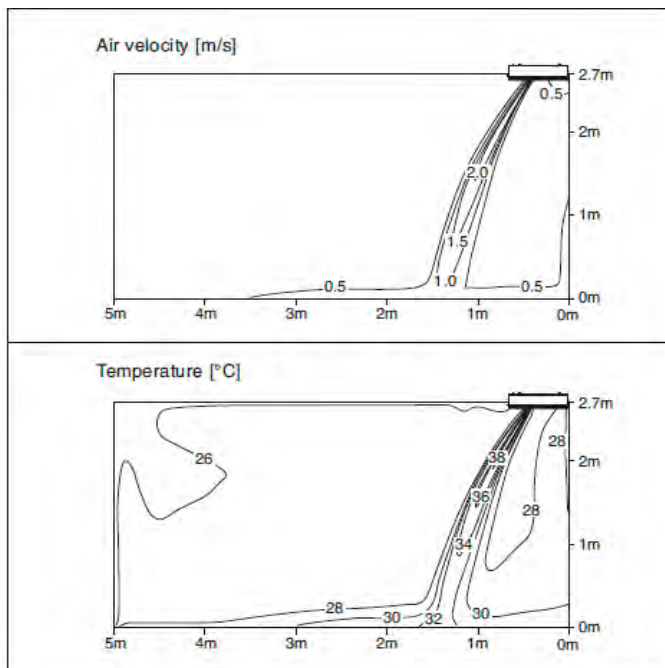 Air velocity [m/s]
2.7m
0.5
2m
2.0
1m
1.5
0.5
1.0
0.5
0m
5m 4m 3m 2m 1m 0m
Temperature [°C]
2.7m
28
26
38
2m
36
28
34
1m
28
30
32
30
0m
5m 4m 3m 2m 1m 0m